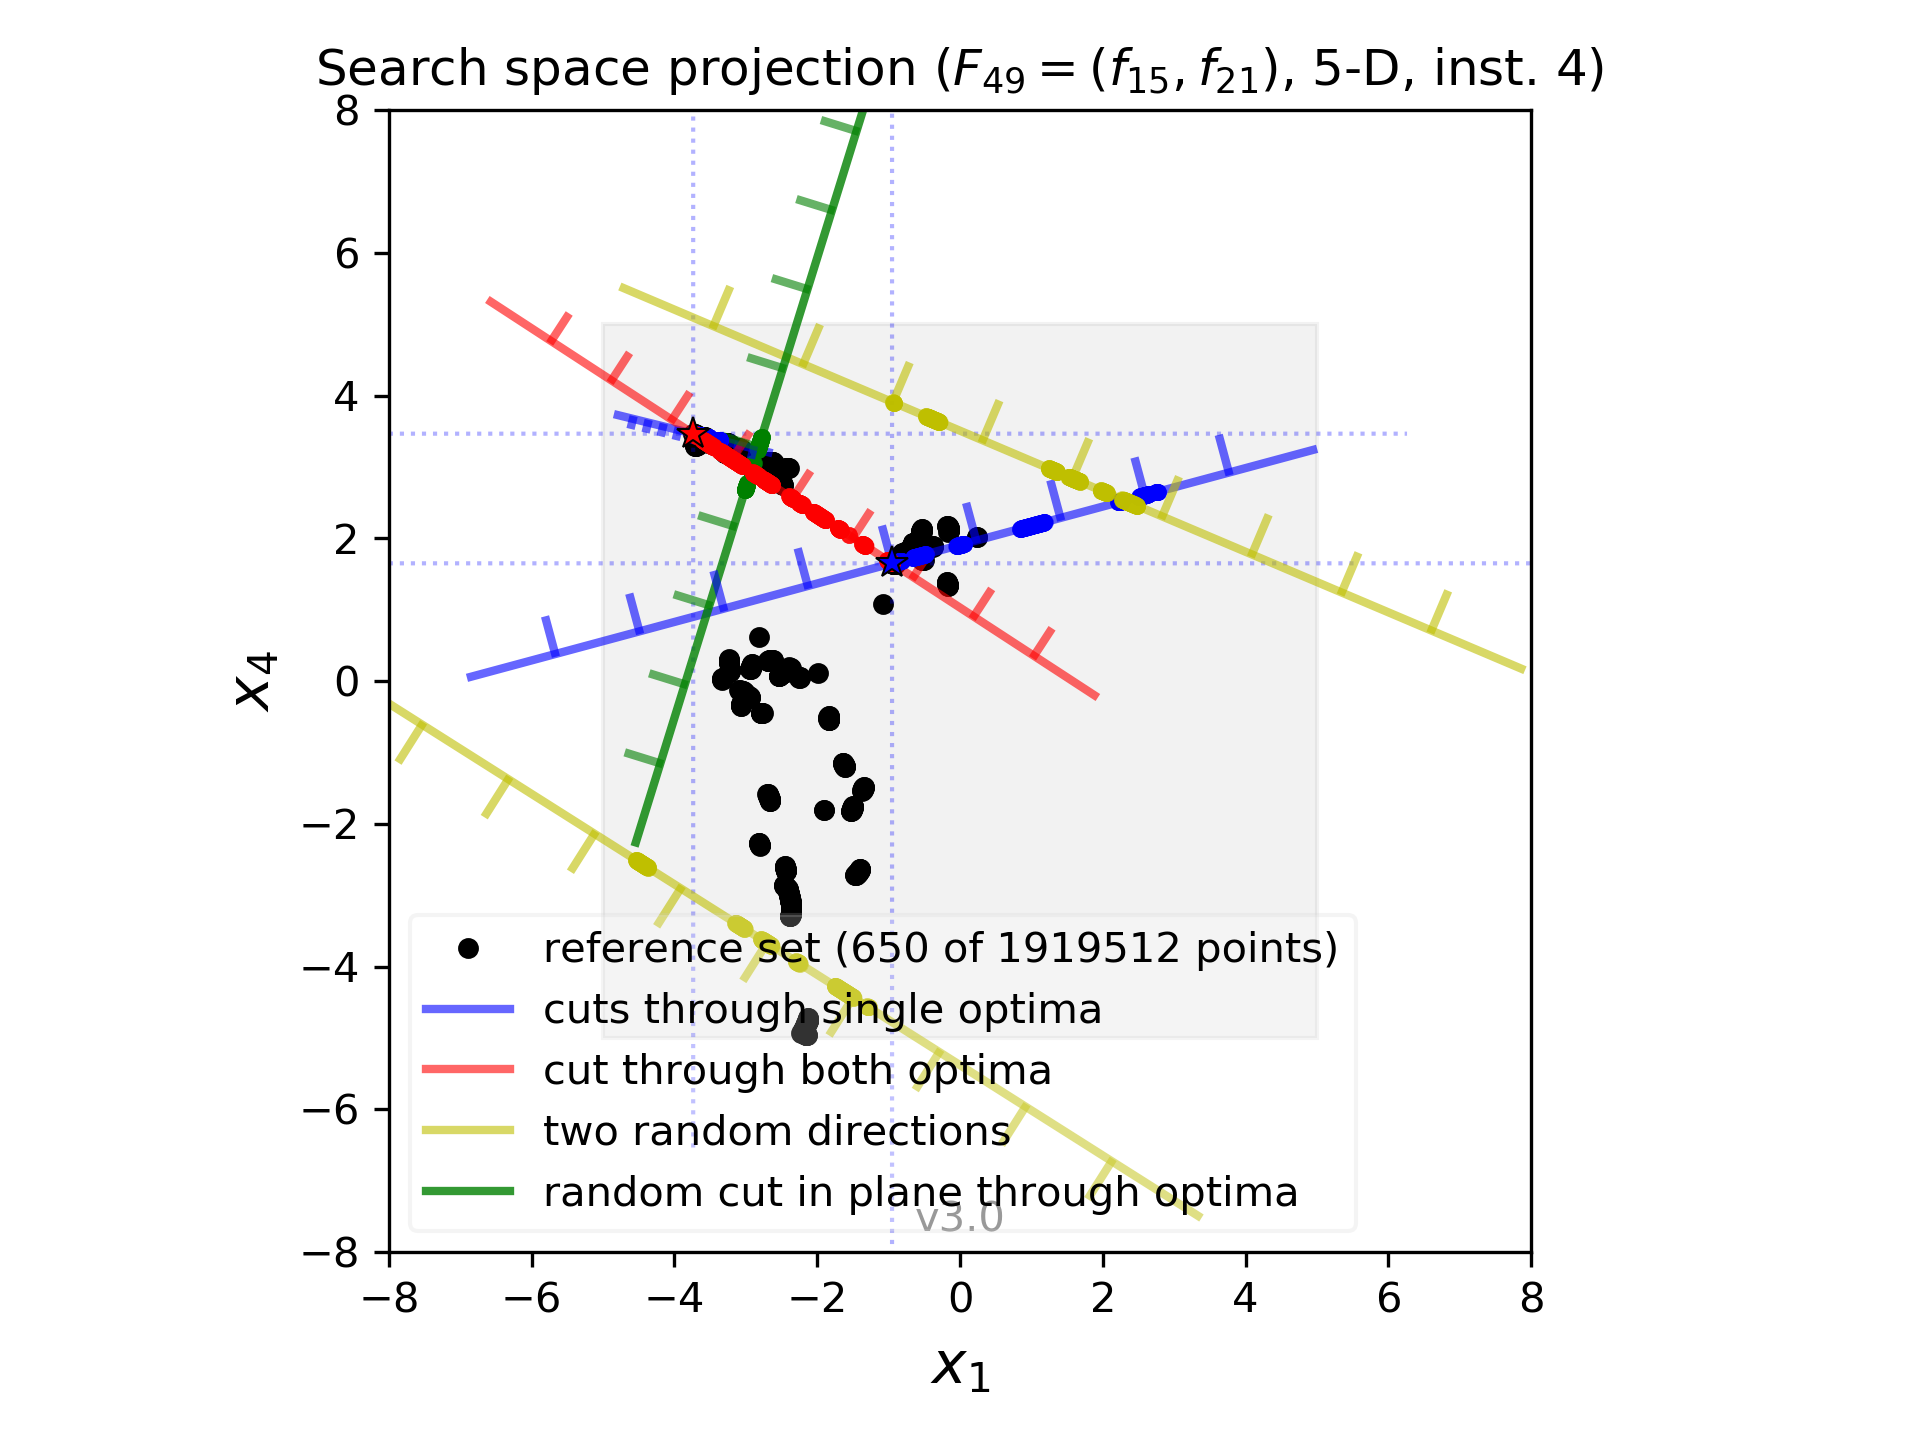 Search space projection (F49 = (f15, f21), 5-D, inst. 4)
8
6
4
2
0
−2
−4
−6
−8
x4
reference set (650 of 1919512 points)
cuts through single optima
cut through both optima
two random directions
random cut in plane through optima
v3.0
−8 −6 −4 −2 0 2 4 6 8
x1